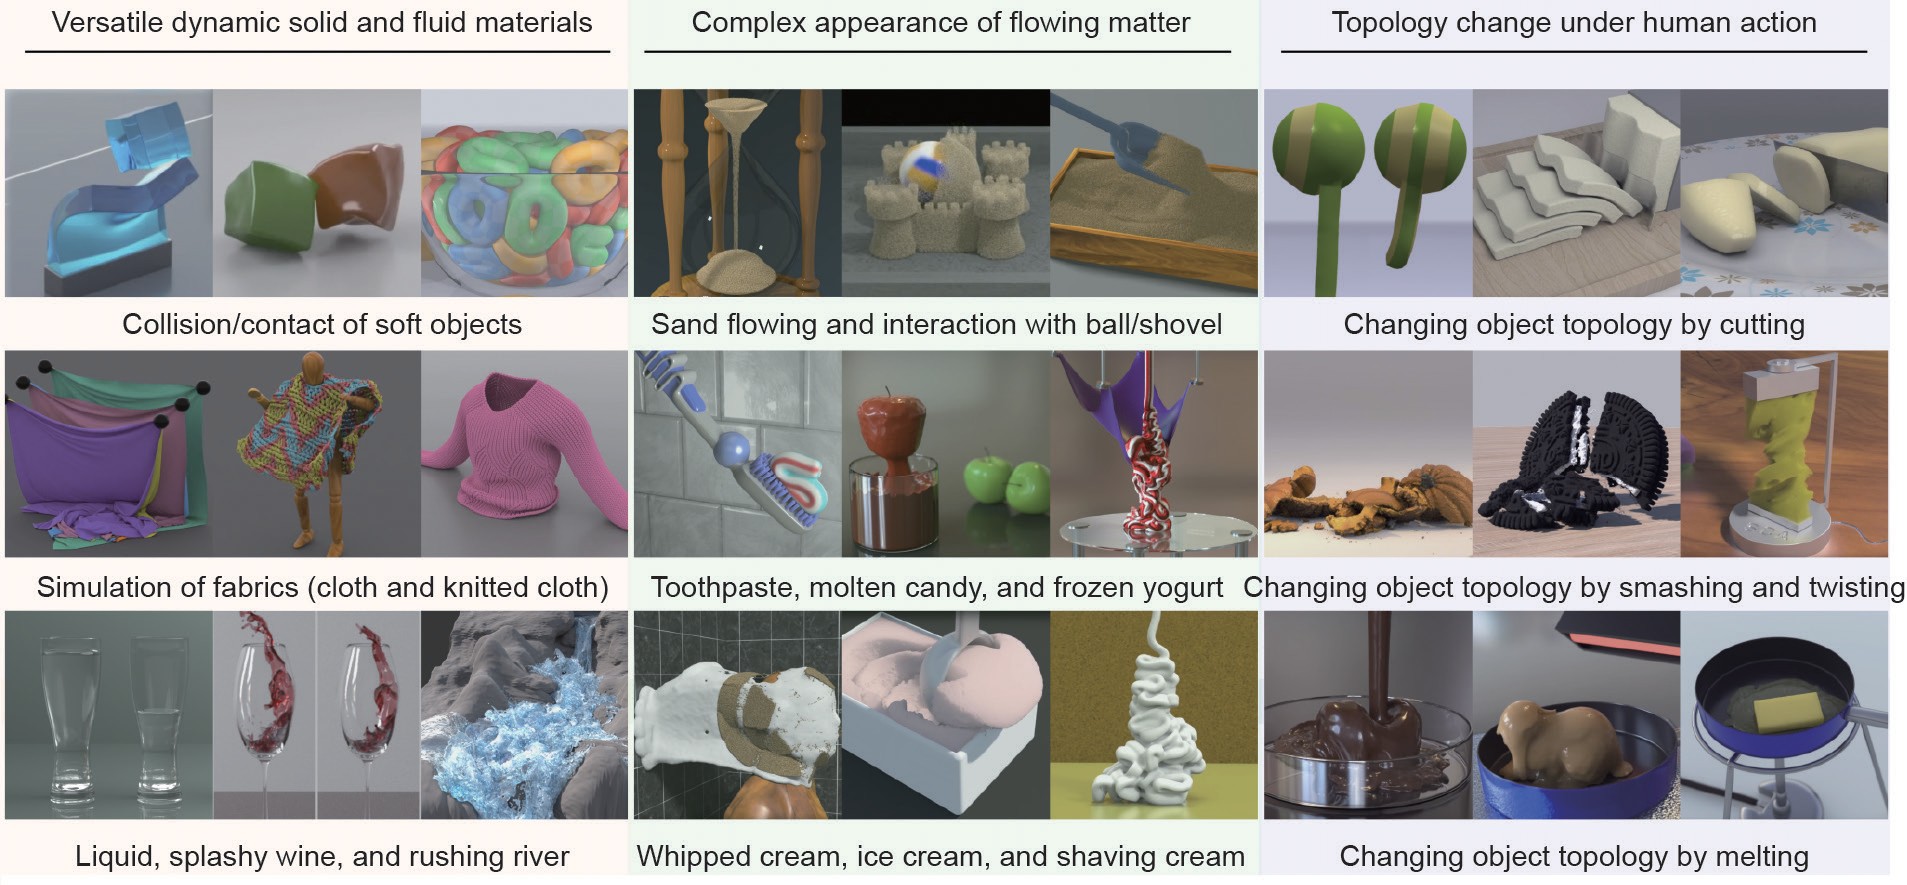 Versatile dynamic solid and fluid materials
Complex appearance of flowing matter
Topology change under human action
Collision/contact of soft objects
Sand flowing and interaction with ball/shovel
Changing object topology by cutting
Simulation of fabrics (cloth and knitted cloth)
Toothpaste, molten candy, and frozen yogurt
Changing object topology by smashing and twisting
Liquid, splashy wine, and rushing river
Whipped cream, ice cream, and shaving cream
Changing object topology by melting